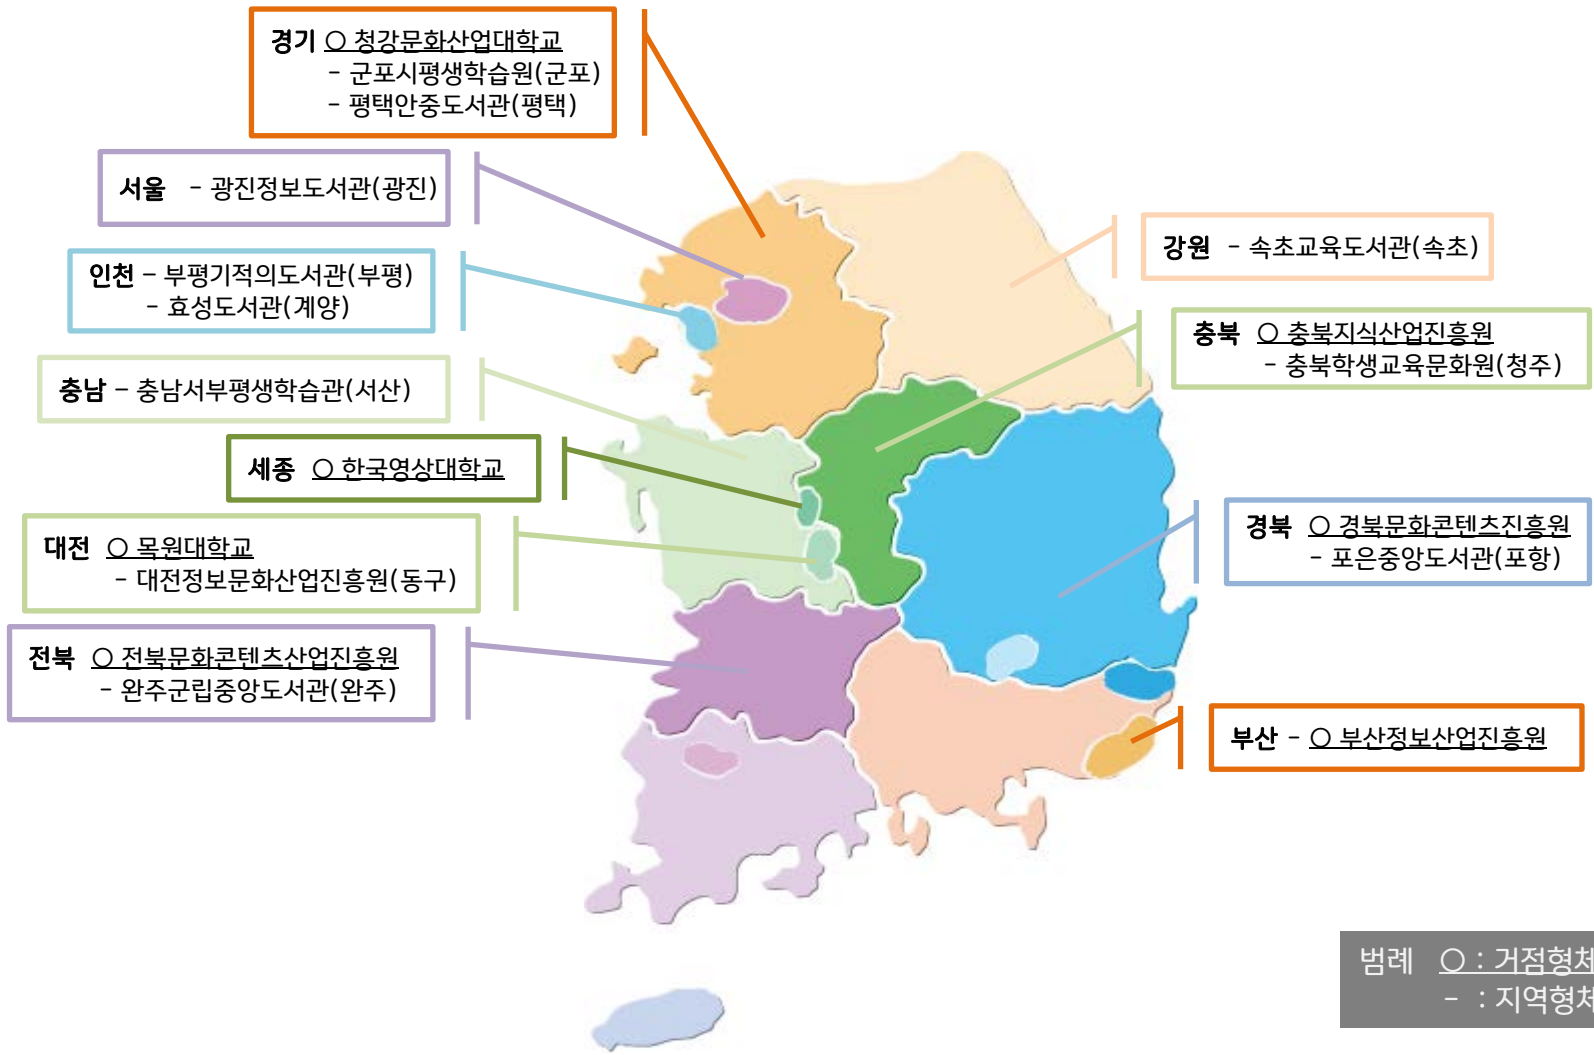 경기 ○ 청강문화산업대학교
- 군포시평생학습원(군포)
- 평택안중도서관(평택)
서울 - 광진정보도서관(광진)
인천 - 부평기적의도서관(부평)
- 효성도서관(계양)
충남 - 충남서부평생학습관(서산)
세종 ○ 한국영상대학교
대전 ○ 목원대학교
- 대전정보문화산업진흥원(동구)
전북 ○ 전북문화콘텐츠산업진흥원
- 완주군립중앙도서관(완주)
강원 - 속초교육도서관(속초)
충북 ○ 충북지식산업진흥원
- 충북학생교육문화원(청주)
경북 ○ 경북문화콘텐츠진흥원
- 포은중앙도서관(포항)
부산 - ○ 부산정보산업진흥원
범례 ○ : 거점형체
- : 지역형체